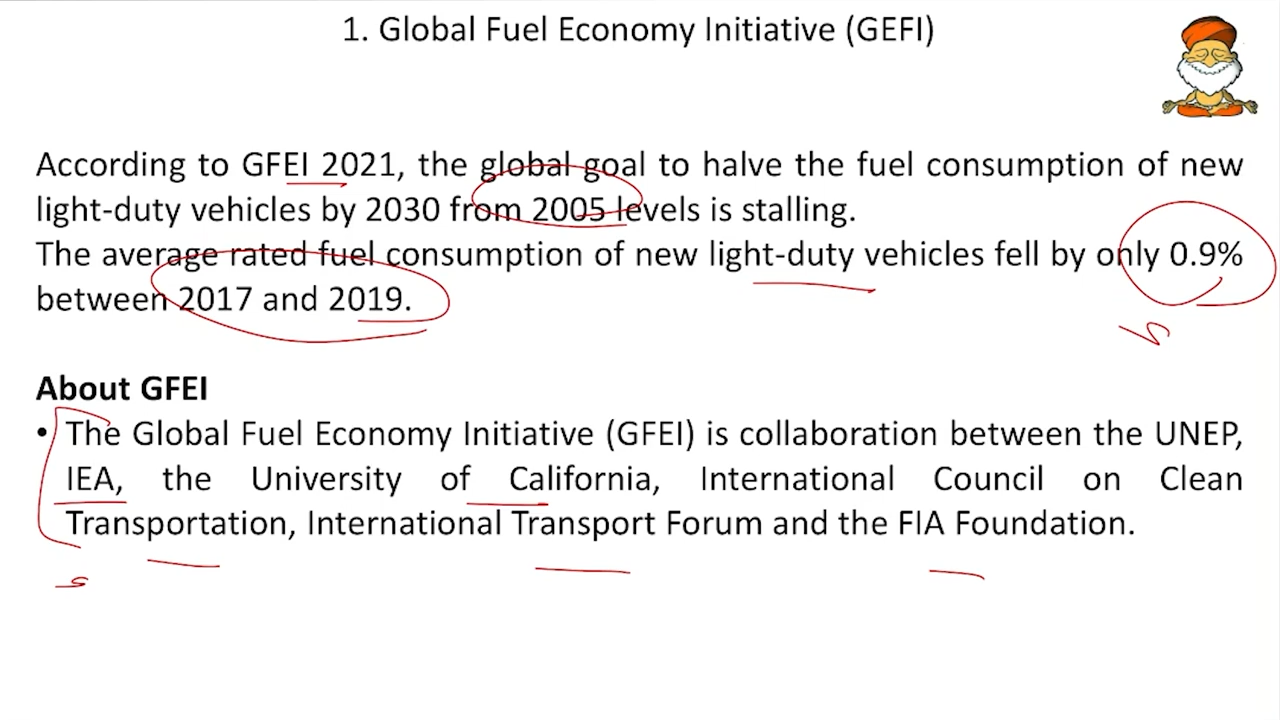 1. Global Fuel Economy Initiative (GEFI)
According to GFEI 2021, the global goal to halve the fuel consumption of new
light-duty vehicles by 2030 from 2005 levels is stalling.
The average rated fuel consumption of new light-duty vehicles fell by only 0.9%
between 2017 and 2019.
About GFEI
• The Global Fuel Economy Initiative (GFEI) is collaboration between the UNEP,
IEA, the University of California, International Council on Clean
Transportation, International Transport Forum and the FIA Foundation.